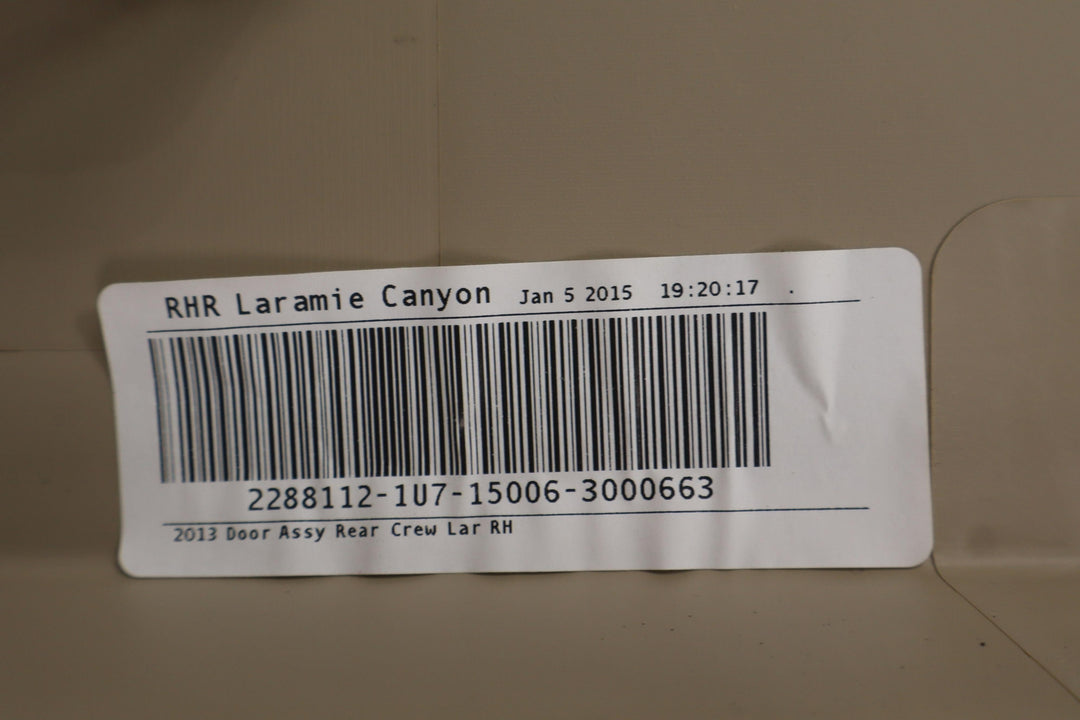 RHR Laramie Canyon Jan 5 2015 19:20:17 .
2288112-1U7-15006-3000663
2013 Door Assy Rear Crew Lar RH